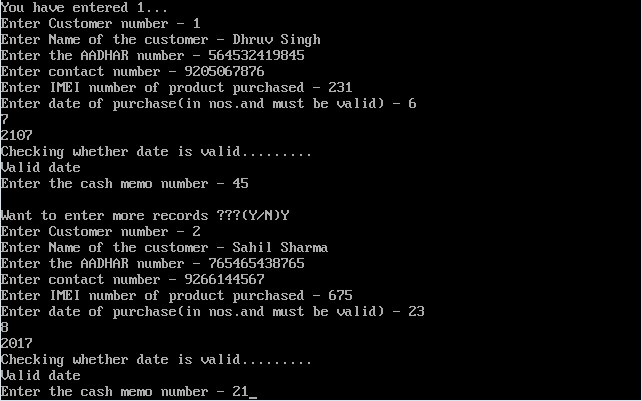 You have entered 1...
Enter Customer number - 1
Enter Name of the customer - Dhruv Singh
Enter the AADHAR number - 564532419845
Enter contact number - 9205067876
Enter IMEI number of product purchased - 231
Enter date of purchase(in nos.and must be valid) - 6
7
2107
Checking whether date is valid.........
Valid date
Enter the cash memo number - 45
Want to enter more records ???(Y/N)Y
Enter Customer number - 2
Enter Name of the customer - Sahil Sharma
Enter the AADHAR number - 765465438765
Enter contact number - 9266144567
Enter IMEI number of product purchased - 675
Enter date of purchase(in nos.and must be valid) - 23
8
2017
Checking whether date is valid.........
Valid date
Enter the cash memo number - 21_